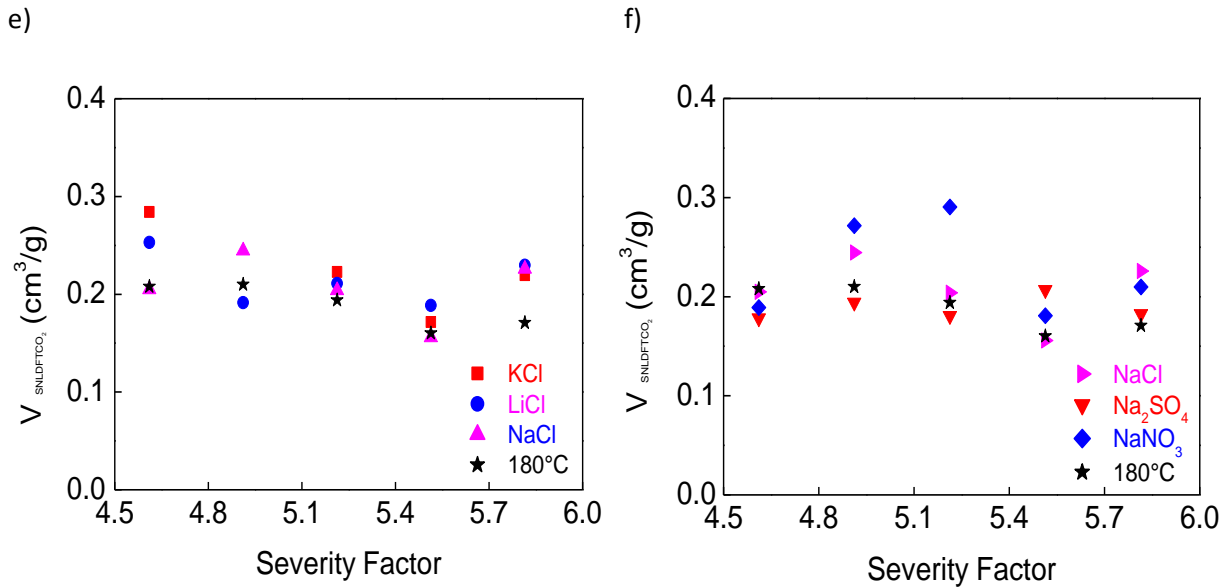 e)
0.4
0.3
0.2
0.1
0.0
V SNLDFTCO₂ (cm³/g)
KCl
LiCl
NaCl
180°C
4.5 4.8 5.1 5.4 5.7 6.0
Severity Factor
f)
0.4
0.3
0.2
0.1
0.0
V SNLDFTCO₂ (cm³/g)
NaCl
Na₂SO₄
NaNO₃
180°C
4.5 4.8 5.1 5.4 5.7 6.0
Severity Factor